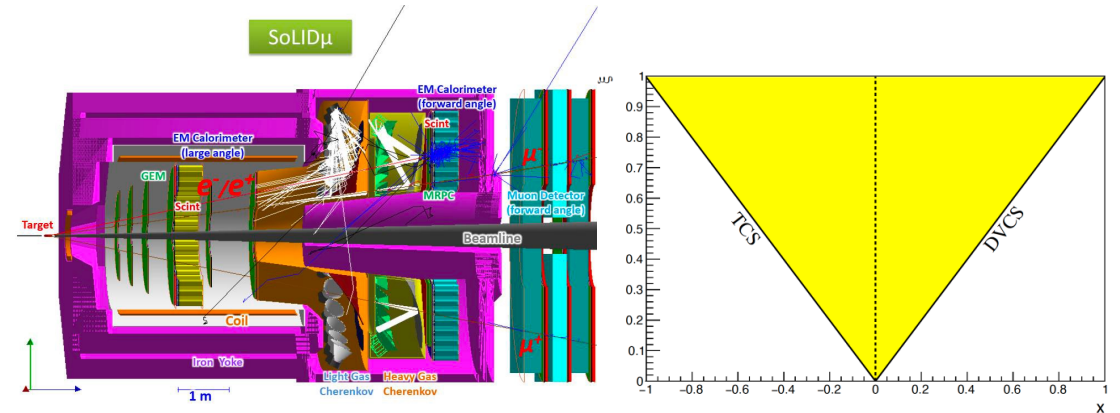 SoLIDμ
EM Calorimeter
(forward angle)
Scint
EM Calorimeter
(large angle)
GEM
e⁻/e⁺
Scint
μ⁻
MRPC
Muon Detector
(forward angle)
Target
Beamline
Coil
μ⁺
Iron Yoke
Light Gas
Cherenkov
Heavy Gas
Cherenkov
1 m
1
0.9
0.8
0.7
0.6
0.5
0.4
0.3
0.2
0.1
0
TCS
DVCS
−1 −0.8 −0.6 −0.4 −0.2 0 0.2 0.4 0.6 0.8 1
x